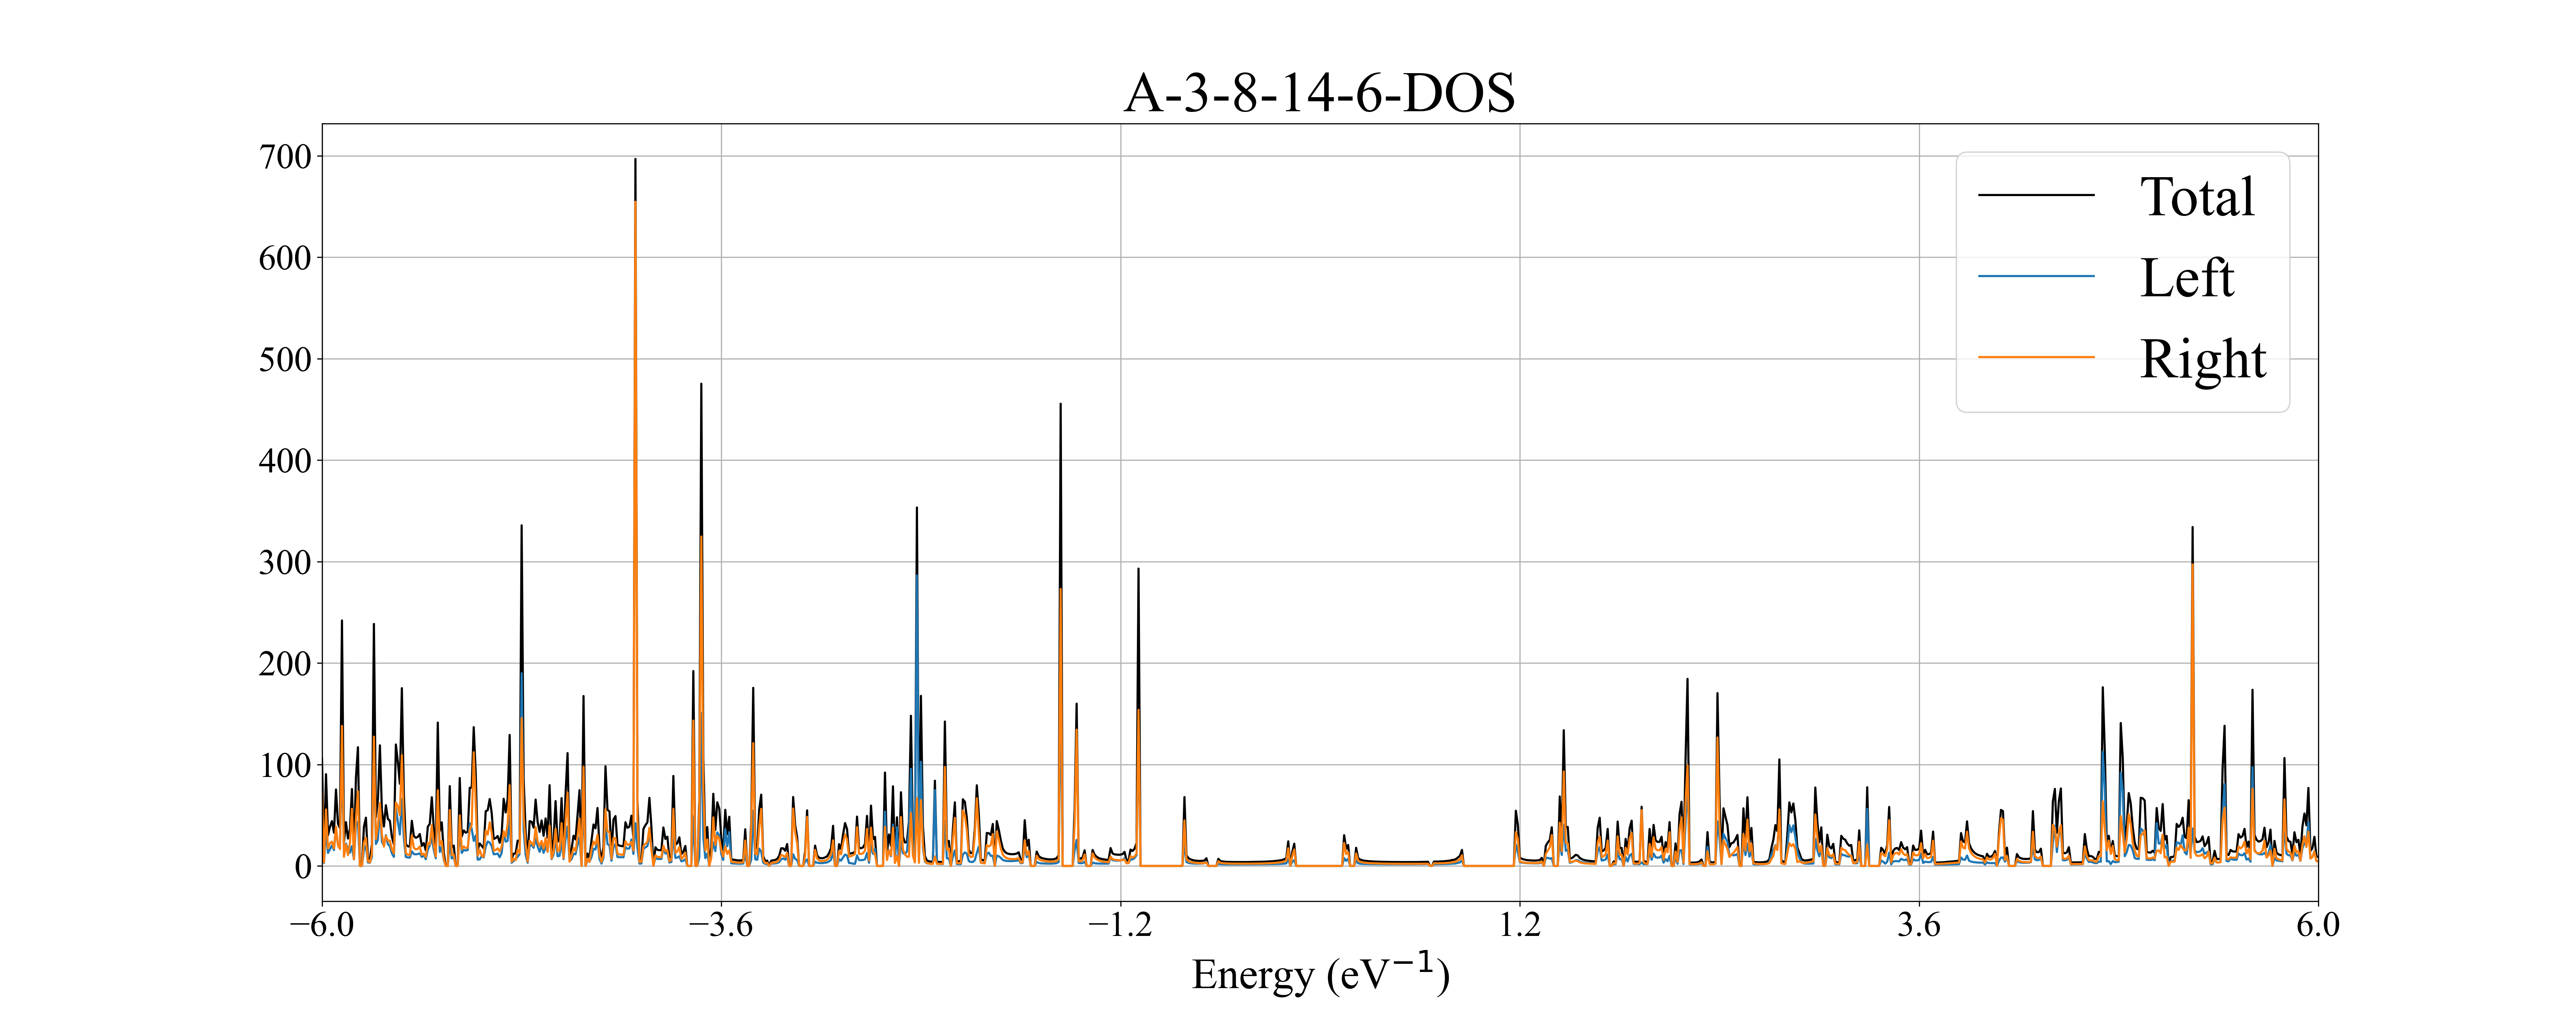 A-3-8-14-6-DOS
700
600
500
400
300
200
100
0
Total
Left
Right
−6.0 −3.6 −1.2 1.2 3.6 6.0
Energy (eV⁻¹)